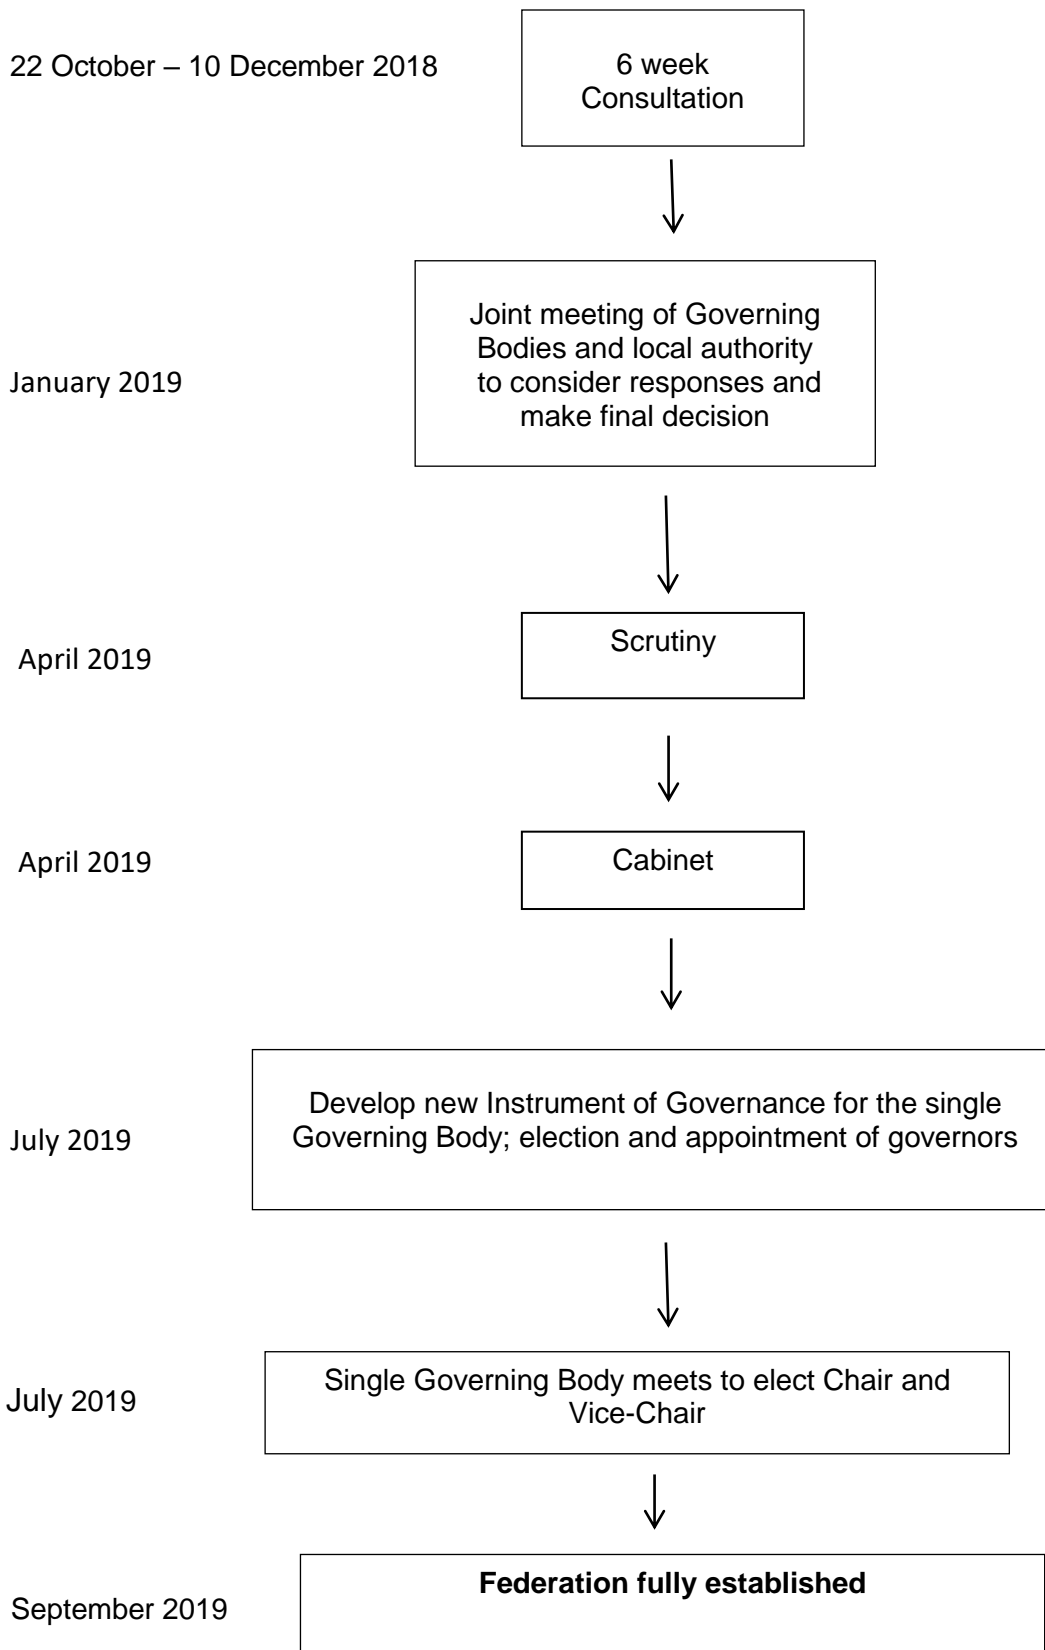 22 October – 10 December 2018
6 week
Consultation
January 2019
Joint meeting of Governing
Bodies and local authority
to consider responses and
make final decision
April 2019
Scrutiny
April 2019
Cabinet
July 2019
Develop new Instrument of Governance for the single
Governing Body; election and appointment of governors
July 2019
Single Governing Body meets to elect Chair and
Vice-Chair
September 2019
Federation fully established